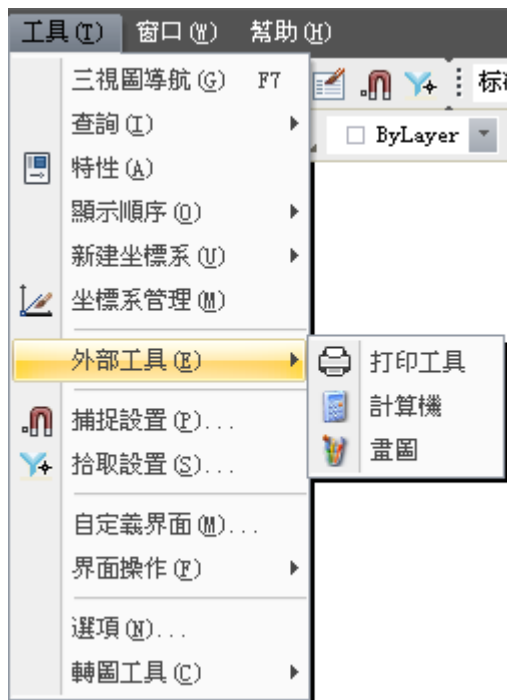 工具(T) 窗口(W) 幫助(H)
三視圖導航(G) F7
查詢(I)
特性(A)
顯示順序(O)
新建坐標系(U)
坐標系管理(M)
外部工具(E)
捕捉設置(P)...
拾取設置(S)...
自定義界面(M)...
界面操作(F)
選項(N)...
轉圖工具(C)
标
ByLayer
打印工具
計算機
畫圖